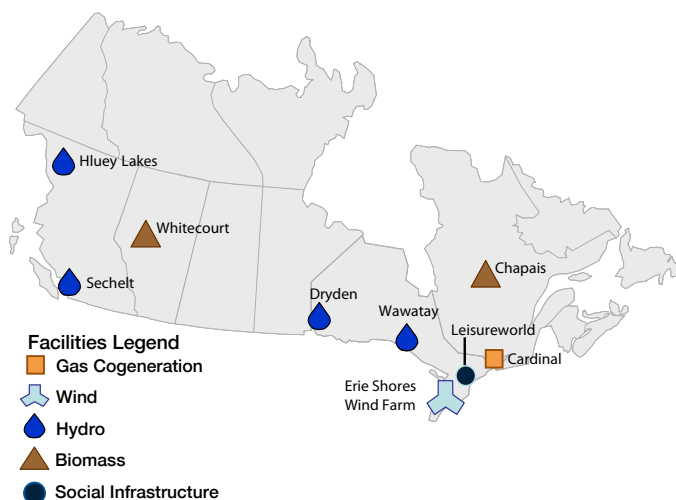 Hluey Lakes
Whitecourt
Sechelt
Chapais
Dryden
Wawatay
Leisureworld
Cardinal
Erie Shores
Wind Farm
Facilities Legend
Gas Cogeneration
Wind
Hydro
Biomass
Social Infrastructure